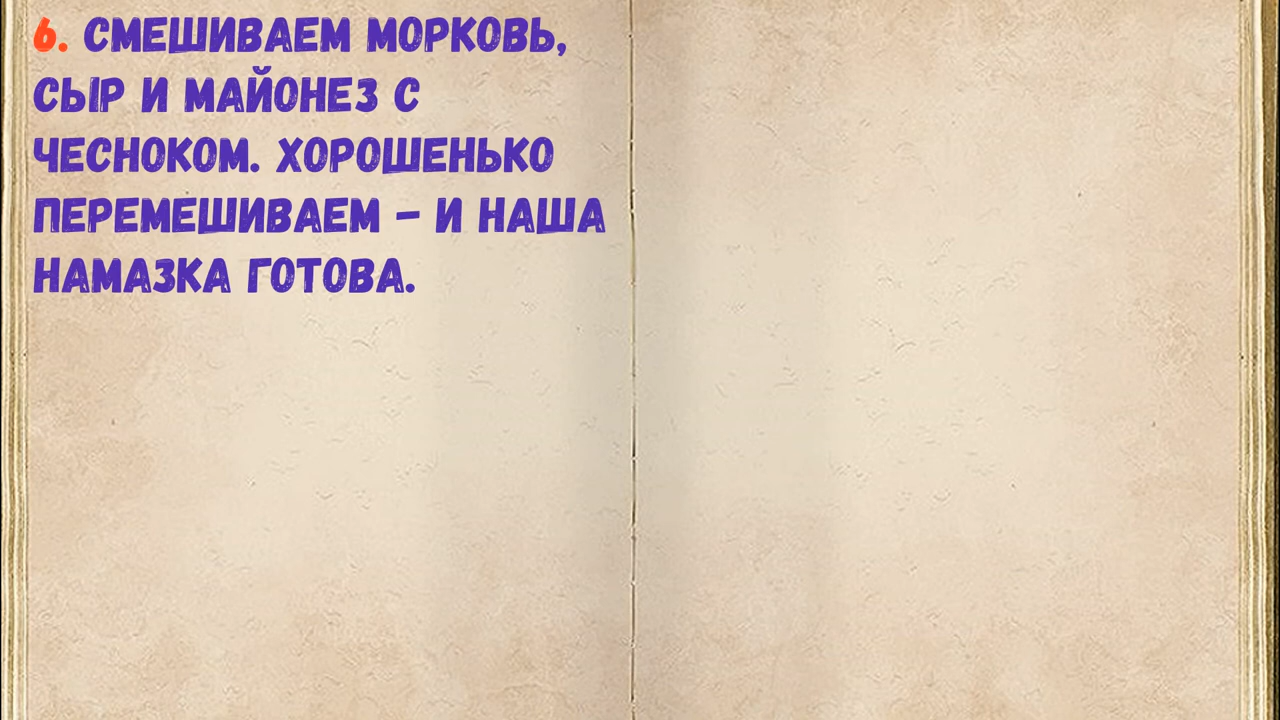 6. СМЕШИВАЕМ МОРКОВЬ,
СЫР И МАЙОНЕЗ С
ЧЕСНОКОМ. ХОРОШЕНЬКО
ПЕРЕМЕШИВАЕМ – И НАША
НАМАЗКА ГОТОВА.